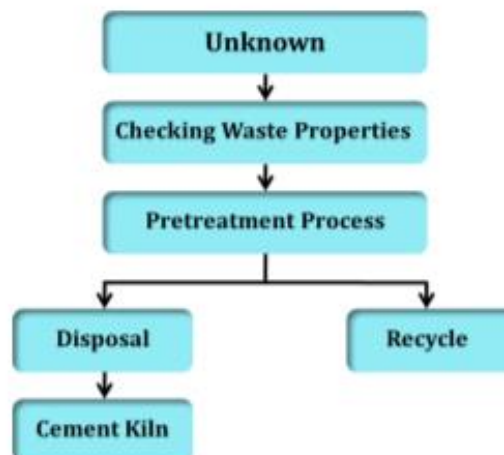 Unknown
Checking Waste Properties
Pretreatment Process
Disposal
Recycle
Cement Kiln